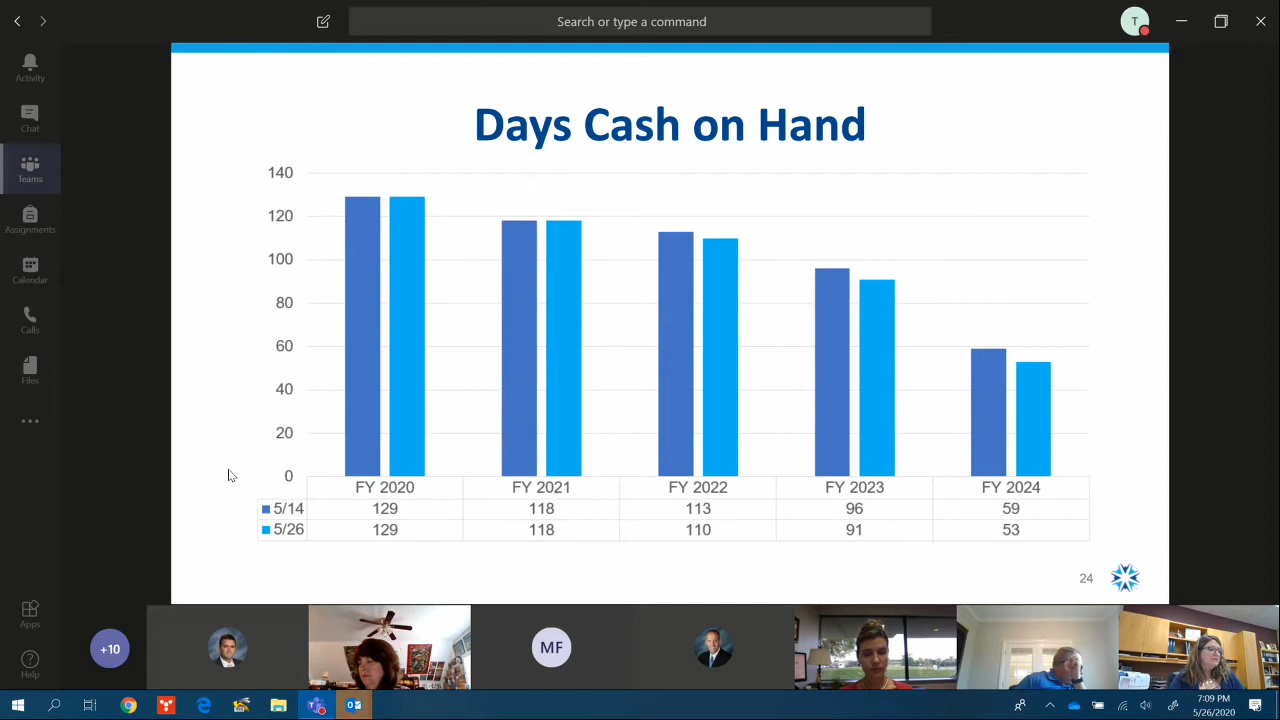 Search or type a command
T
Activity
Chat
Teams
Assignments
Calendar
Calls
Files
Apps
Help
Days Cash on Hand
140
120
100
80
60
40
20
0
FY 2020 FY 2021 FY 2022 FY 2023 FY 2024
5/14 129 118 113 96 59
5/26 129 118 110 91 53
24
+10
MF
7:09 PM
5/26/2020